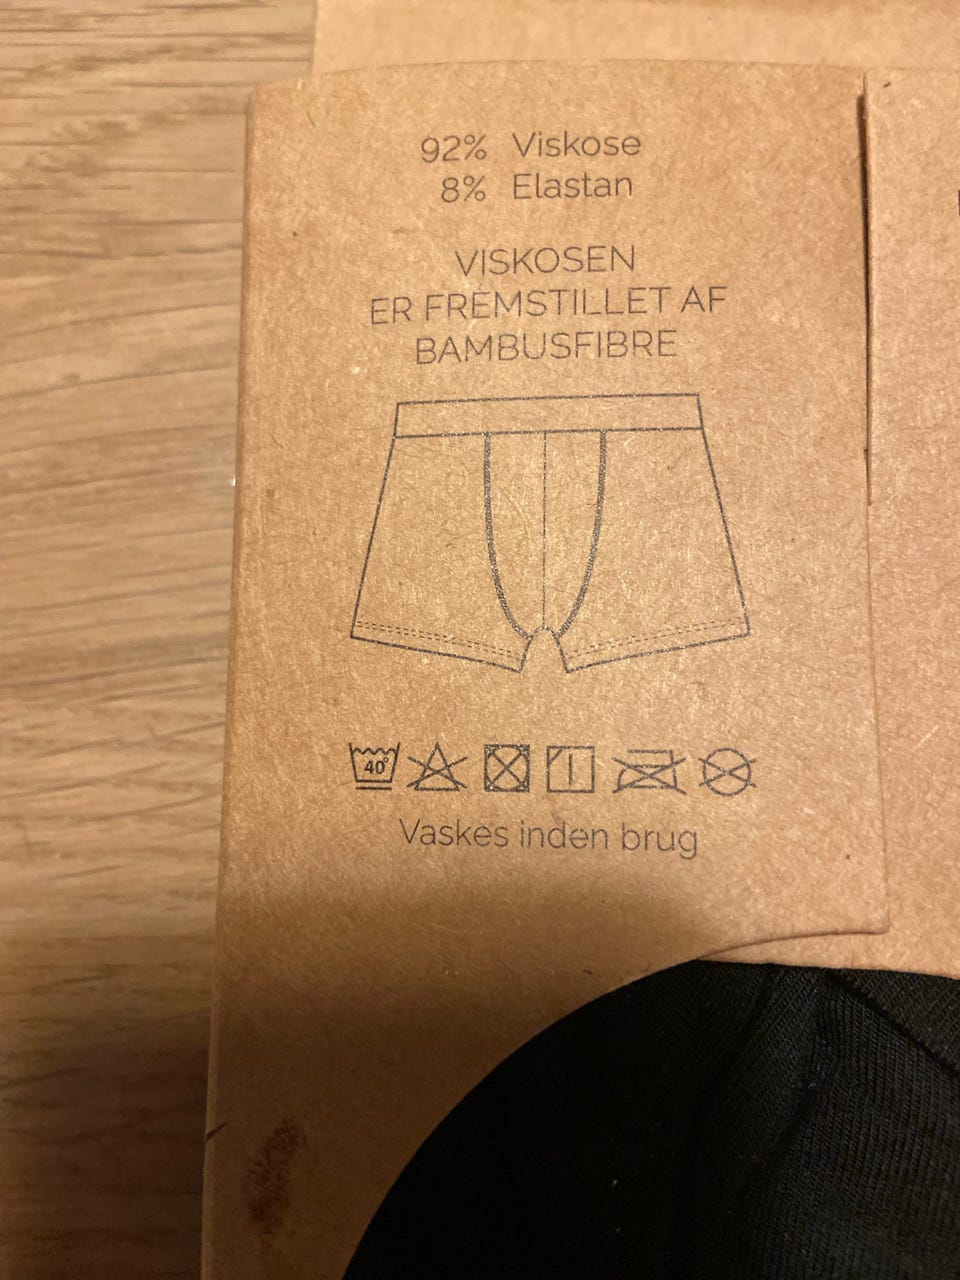 92% Viskose
8% Elastan
VISKOSEN
ER FREMSTILLET AF
BAMBUSFIBRE
40°
Vaskes inden brug